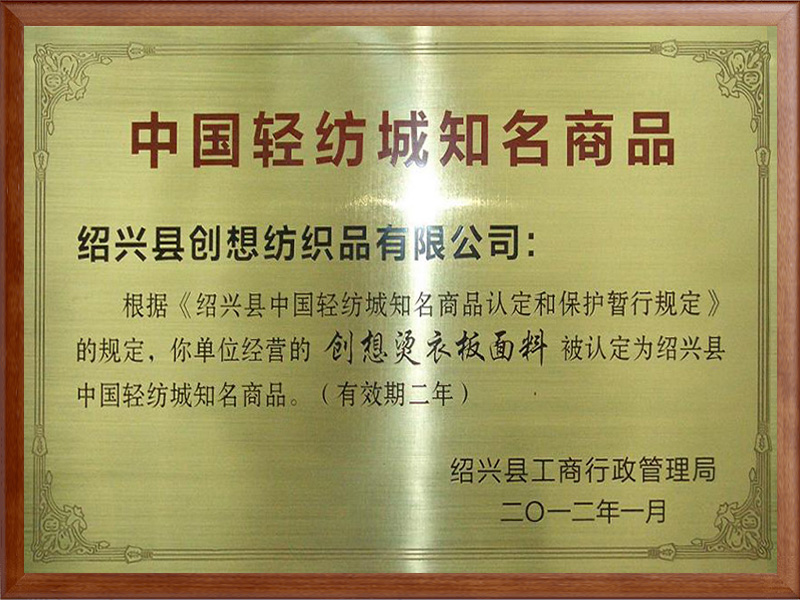 中国轻纺城知名商品
绍兴县创想纺织品有限公司：
根据《绍兴县中国轻纺城知名商品认定和保护暂行规定》
的规定，你单位经营的 创想烫衣板面料 被认定为绍兴县
中国轻纺城知名商品。（有效期二年）
绍兴县工商行政管理局
二〇一二年一月